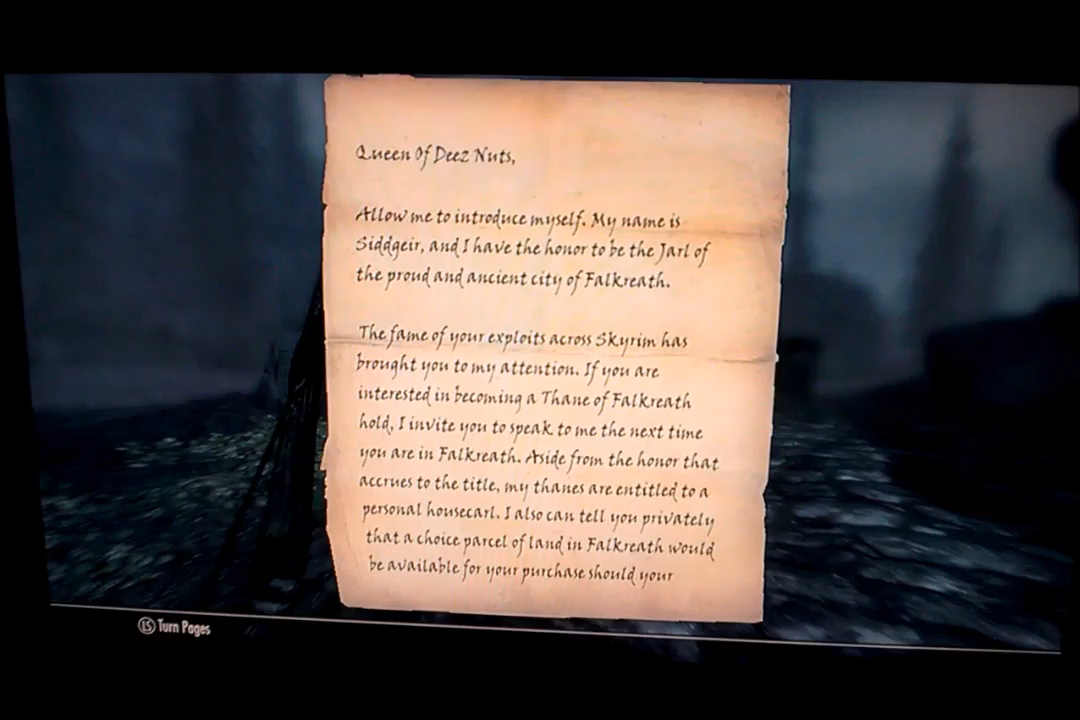 Queen Of Deez Nuts,
Allow me to introduce myself. My name is
Siddgeir, and I have the honor to be the Jarl of
the proud and ancient city of Falkreath.
The fame of your exploits across Skyrim has
brought you to my attention. If you are
interested in becoming a Thane of Falkreath
hold, I invite you to speak to me the next time
you are in Falkreath. Aside from the honor that
accrues to the title, my thanes are entitled to a
personal housecarl. I also can tell you privately
that a choice parcel of land in Falkreath would
be available for your purchase should your
LS Turn Pages